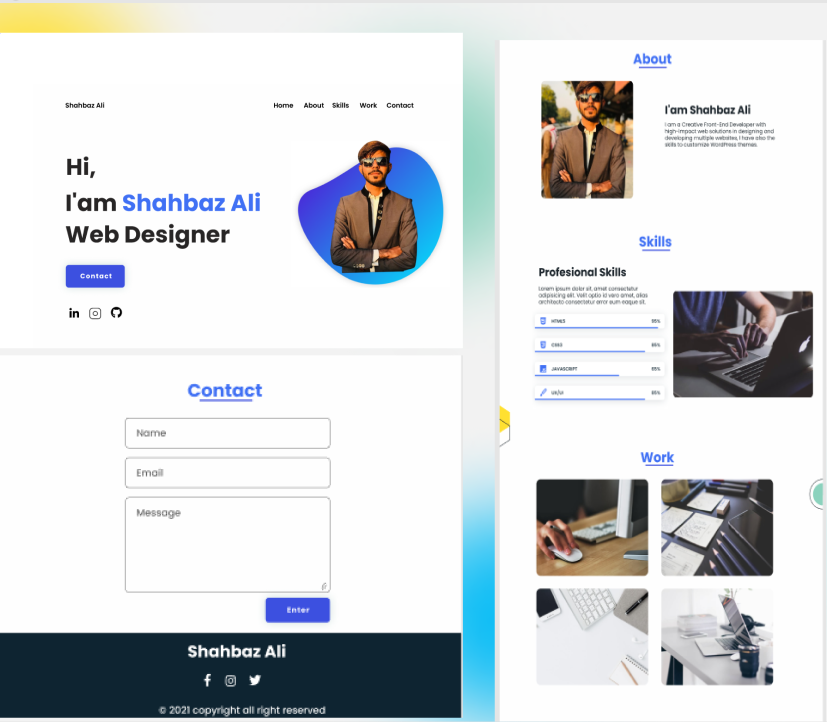 Shahbaz Ali
Home About Skills Work Contact
Hi,
I'am Shahbaz Ali
Web Designer
Contact
in
Contact
Name
Email
Message
Enter
Shahbaz Ali
© 2021 copyright all right reserved
About
I'am Shahbaz Ali
I am a Creative Front-End Developer with
high-impact web solutions in designing and
developing multiple websites, I have also the
skills to customize WordPress themes.
Skills
Profesional Skills
Lorem ipsum dolor sit amet consectetur
adipisicing elit. Velit optio id vero amet, alias
architecto consectetur error eum eaque sit.
HTML5 95%
CSS3 85%
JAVASCRIPT 65%
UX/UI 85%
Work